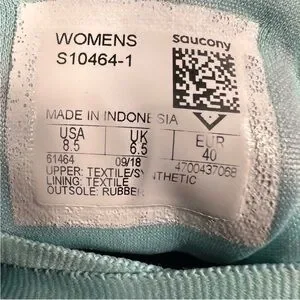 WOMENS saucony
S10464-1
MADE IN INDONESIA
USA UK EUR
8.5 6.5 40
61464 09/18 4700437068
UPPER: TEXTILE/SYNTHETIC
LINING: TEXTILE
OUTSOLE: RUBBER